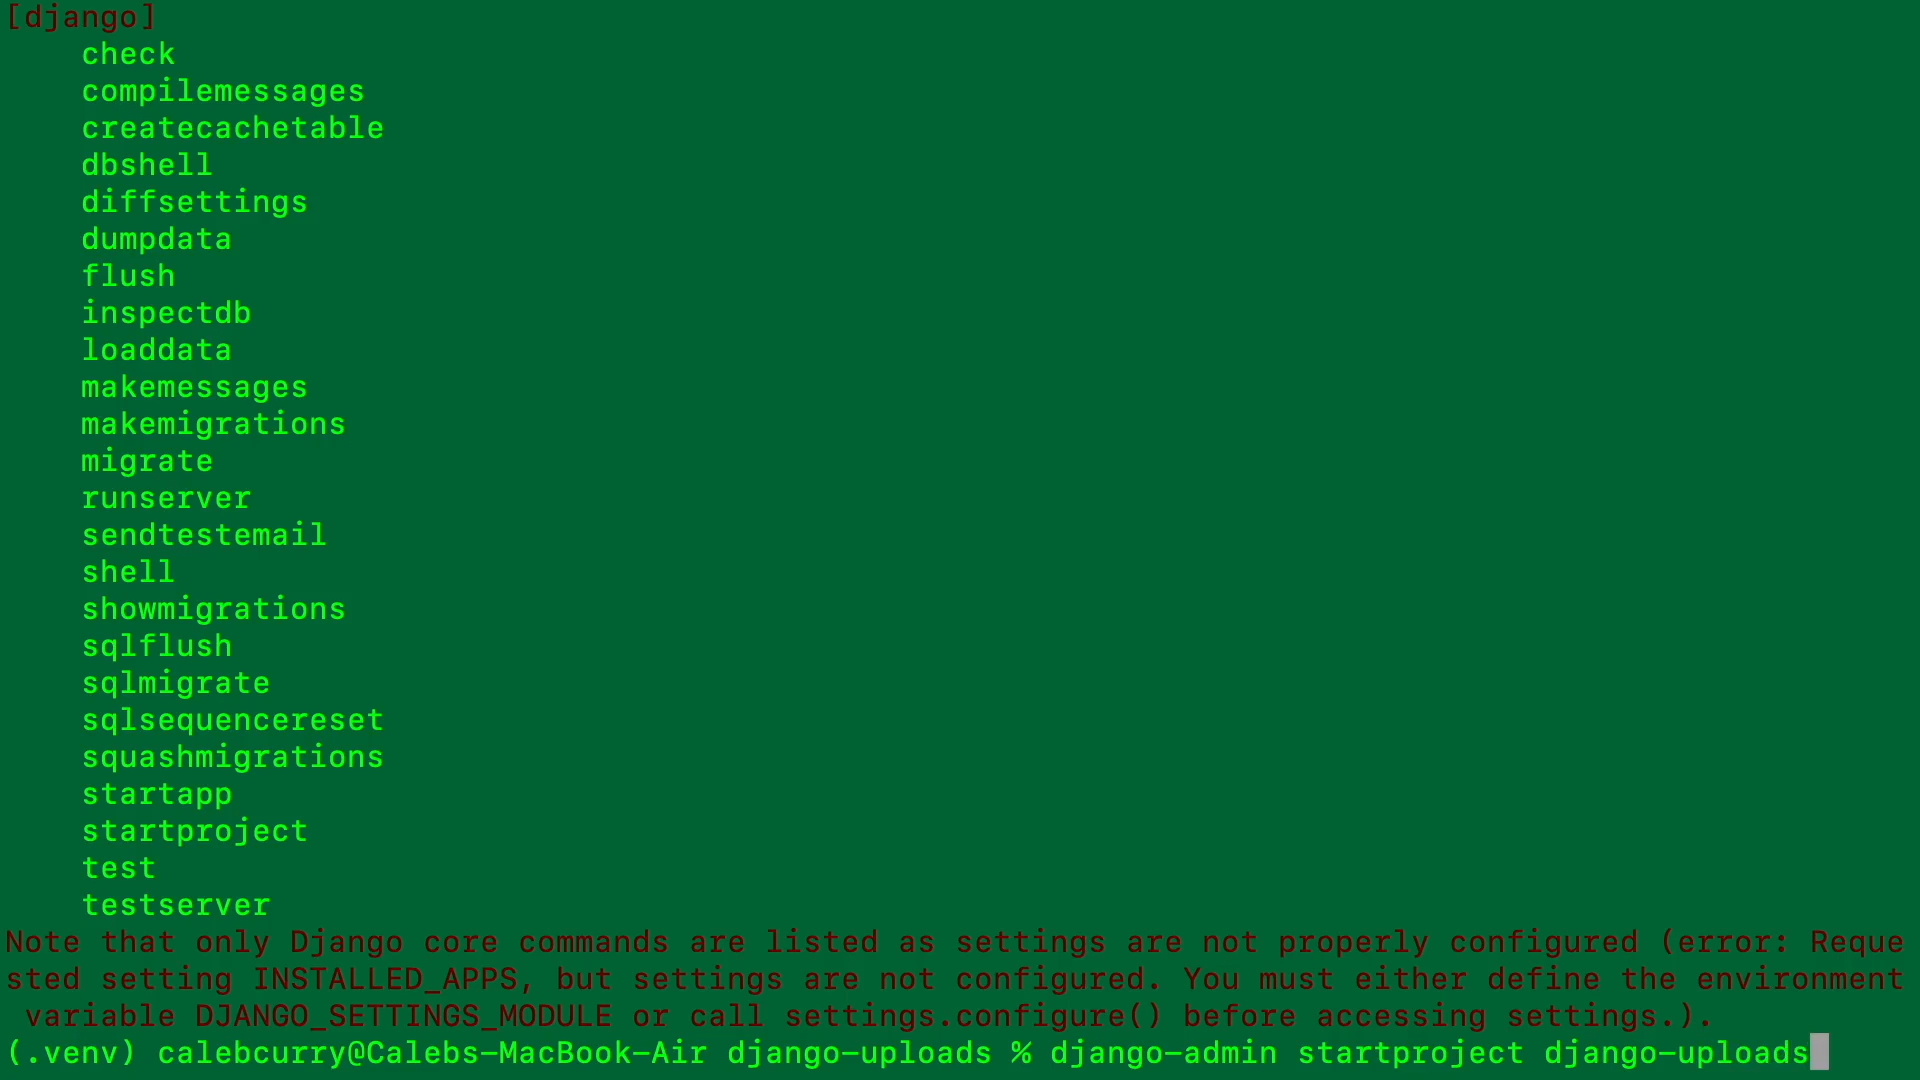 [django]
check
compilemessages
createcachetable
dbshell
diffsettings
dumpdata
flush
inspectdb
loaddata
makemessages
makemigrations
migrate
runserver
sendtestemail
shell
showmigrations
sqlflush
sqlmigrate
sqlsequencereset
squashmigrations
startapp
startproject
test
testserver
Note that only Django core commands are listed as settings are not properly configured (error: Reque
sted setting INSTALLED_APPS, but settings are not configured. You must either define the environment
 variable DJANGO_SETTINGS_MODULE or call settings.configure() before accessing settings.).
(.venv) calebcurry@Calebs-MacBook-Air django-uploads % django-admin startproject django-uploads